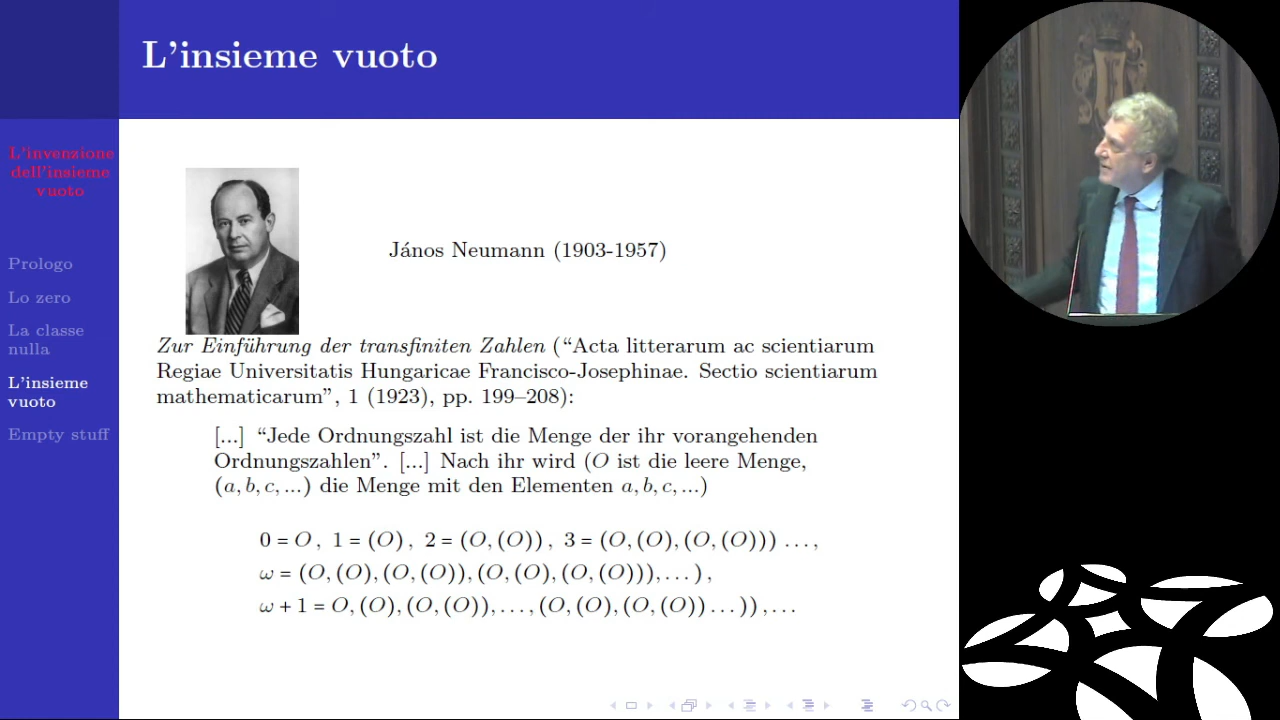 L'insieme vuoto
L'invenzione
dell'insieme
vuoto
Prologo
Lo zero
La classe
nulla
L'insieme
vuoto
Empty stuff
János Neumann (1903-1957)
Zur Einführung der transfiniten Zahlen (“Acta litterarum ac scientiarum
Regiae Universitatis Hungaricae Francisco-Josephinae. Sectio scientiarum
mathematicarum”, 1 (1923), pp. 199–208):
[...] “Jede Ordnungszahl ist die Menge der ihr vorangehenden
Ordnungszahlen”. [...] Nach ihr wird (O ist die leere Menge,
(a, b, c, ...) die Menge mit den Elementen a, b, c, ...)
0 = O , 1 = (O) , 2 = (O, (O)) , 3 = (O, (O), (O, (O))) ... ,
ω = (O, (O), (O, (O)), (O, (O), (O, (O))), ... ) ,
ω + 1 = O, (O), (O, (O)), ... , (O, (O), (O, (O)) ... )) , ...